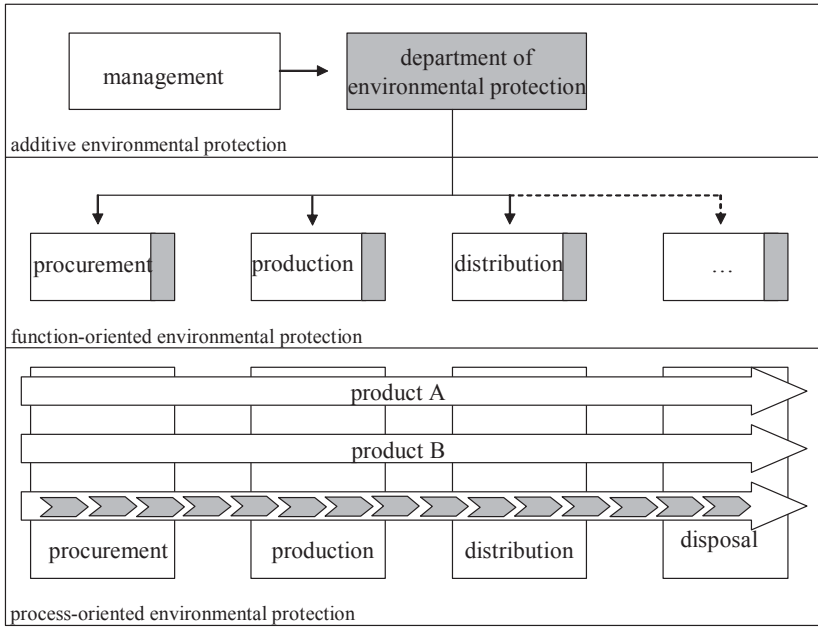 management
department of
environmental protection
additive environmental protection
procurement
production
distribution
...
function-oriented environmental protection
product A
product B
procurement
production
distribution
disposal
process-oriented environmental protection